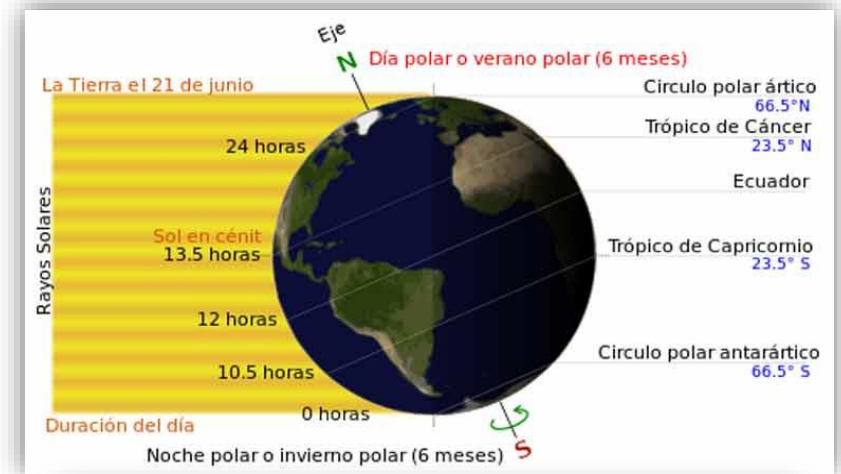 Eje
N
Día polar o verano polar (6 meses)
La Tierra el 21 de junio
Circulo polar ártico
66.5°N
Trópico de Cáncer
23.5° N
24 horas
Ecuador
Rayos Solares
Sol en cénit
13.5 horas
Trópico de Capricornio
23.5° S
12 horas
Circulo polar antarártico
66.5° S
10.5 horas
0 horas
Duración del día
Noche polar o invierno polar (6 meses)
S